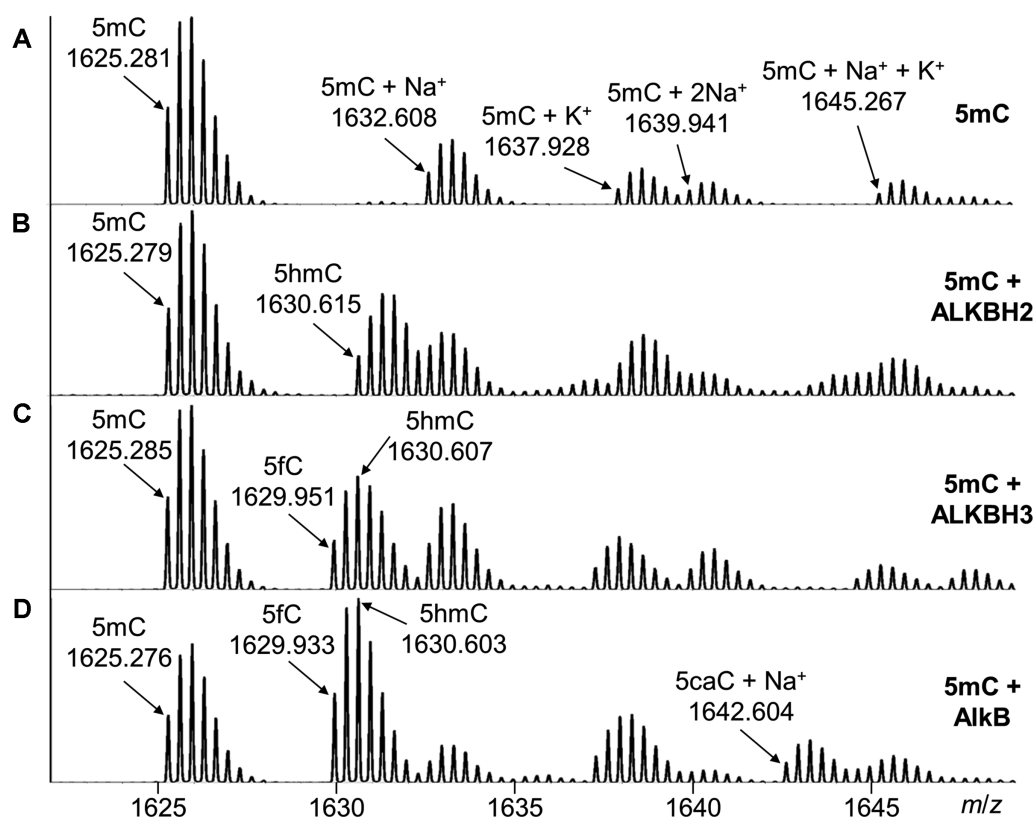 A
5mC
1625.281
5mC + Na⁺
1632.608
5mC + K⁺
1637.928
5mC + 2Na⁺
1639.941
5mC + Na⁺ + K⁺
1645.267
5mC
B
5mC
1625.279
5hmC
1630.615
5mC +
ALKBH2
C
5mC
1625.285
5fC
1629.951
5hmC
1630.607
5mC +
ALKBH3
D
5mC
1625.276
5fC
1629.933
5hmC
1630.603
5caC + Na⁺
1642.604
5mC +
AlkB
1625 1630 1635 1640 1645 m/z